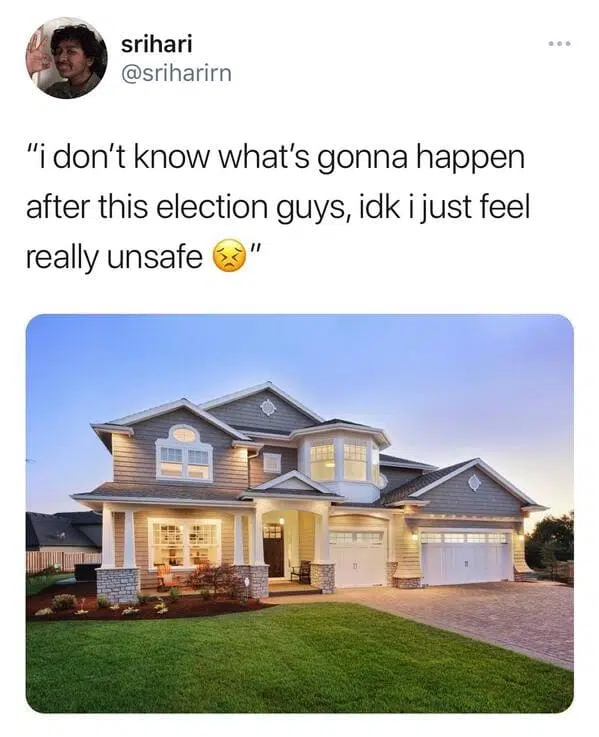 srihari
@sriharirn
“i don’t know what’s gonna happen
after this election guys, idk i just feel
really unsafe 😣”